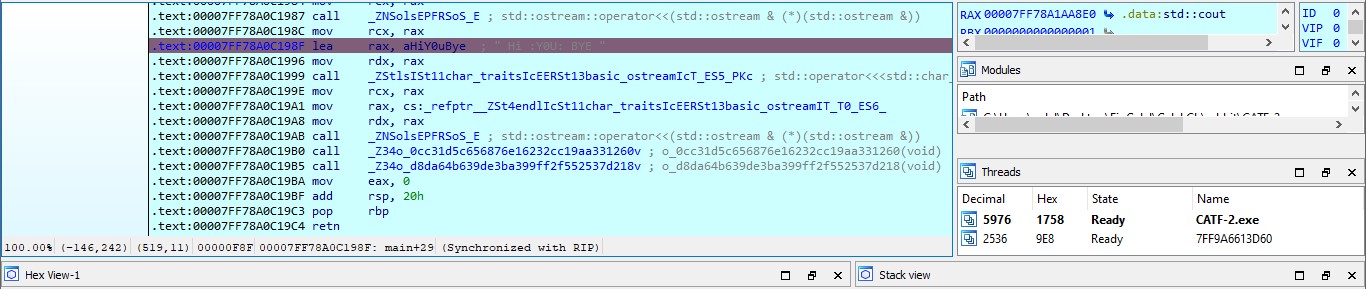 .text:00007FF78A0C1987 call _ZNSolsEPFRSoS_E ; std::ostream::operator<<(std::ostream & (*)(std::ostream &))
.text:00007FF78A0C198C mov rcx, rax
.text:00007FF78A0C198F lea rax, aHiY0uBye ; " Hi :Y0U: BYE "
.text:00007FF78A0C1996 mov rdx, rax
.text:00007FF78A0C1999 call _ZStlsISt11char_traitsIcEERSt13basic_ostreamIcT_ES5_PKc ; std::operator<<<std::char_
.text:00007FF78A0C199E mov rcx, rax
.text:00007FF78A0C19A1 mov rax, cs:_refptr__ZSt4endlIcSt11char_traitsIcEERSt13basic_ostreamIT_T0_ES6_
.text:00007FF78A0C19A8 mov rdx, rax
.text:00007FF78A0C19AB call _ZNSolsEPFRSoS_E ; std::ostream::operator<<(std::ostream & (*)(std::ostream &))
.text:00007FF78A0C19B0 call _Z34o_0cc31d5c656876e16232cc19aa331260v ; o_0cc31d5c656876e16232cc19aa331260(void)
.text:00007FF78A0C19B5 call _Z34o_d8da64b639de3ba399ff2f552537d218v ; o_d8da64b639de3ba399ff2f552537d218(void)
.text:00007FF78A0C19BA mov eax, 0
.text:00007FF78A0C19BF add rsp, 20h
.text:00007FF78A0C19C3 pop rbp
.text:00007FF78A0C19C4 retn
100.00% (-146,242) (519,11) 00000F8F 00007FF78A0C198F: main+29 (Synchronized with RIP)
RAX 00007FF78A1AA8E0 .data:std::cout
RBX 0000000000000001
ID 0
VIP 0
VIF 0
Modules
Path
Threads
Decimal Hex State Name
5976 1758 Ready CATF-2.exe
2536 9E8 Ready 7FF9A6613D60
Hex View-1
Stack view